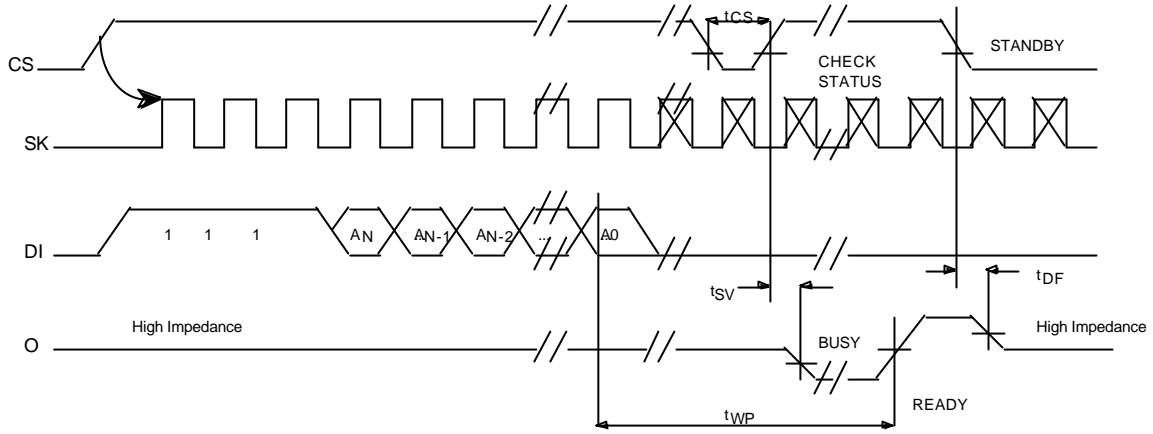 tCS
CS
STANDBY
CHECK
STATUS
SK
DI
1 1 1 AN AN-1 AN-2 ... A0
tSV
tDF
O
High Impedance
BUSY
High Impedance
READY
tWP